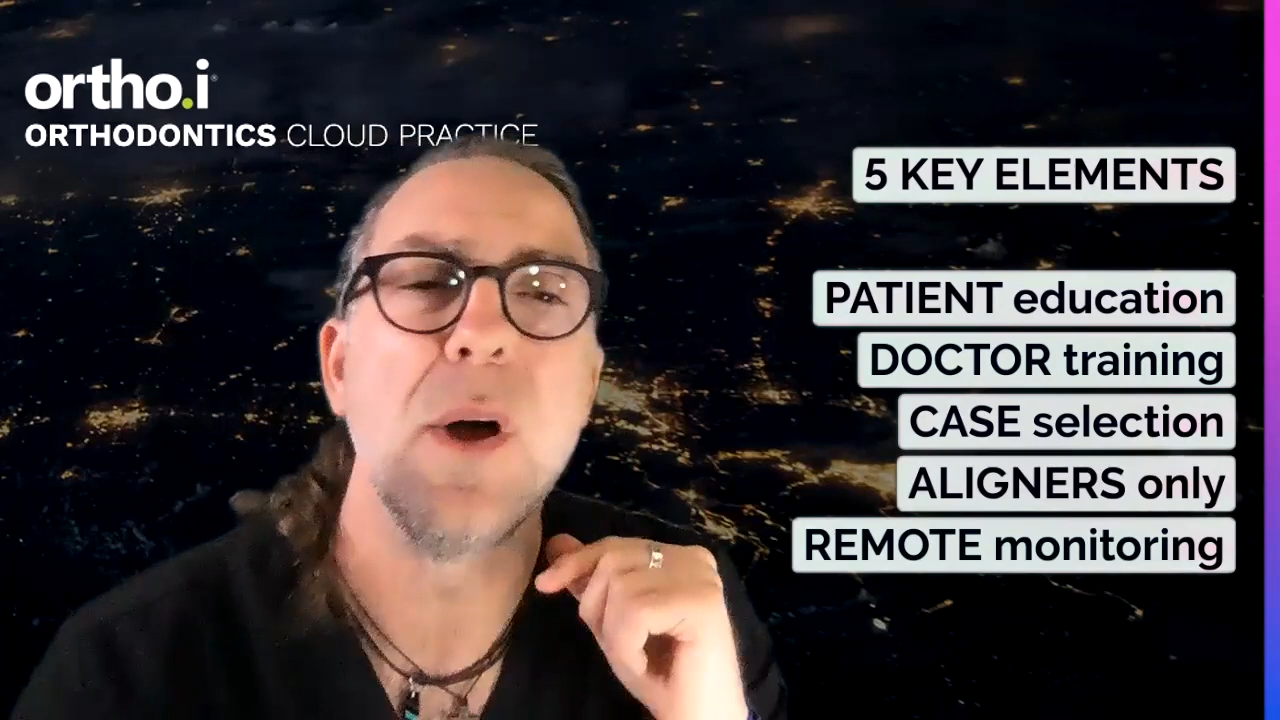 ortho.i®
ORTHODONTICS CLOUD PRACTICE
5 KEY ELEMENTS
PATIENT education
DOCTOR training
CASE selection
ALIGNERS only
REMOTE monitoring